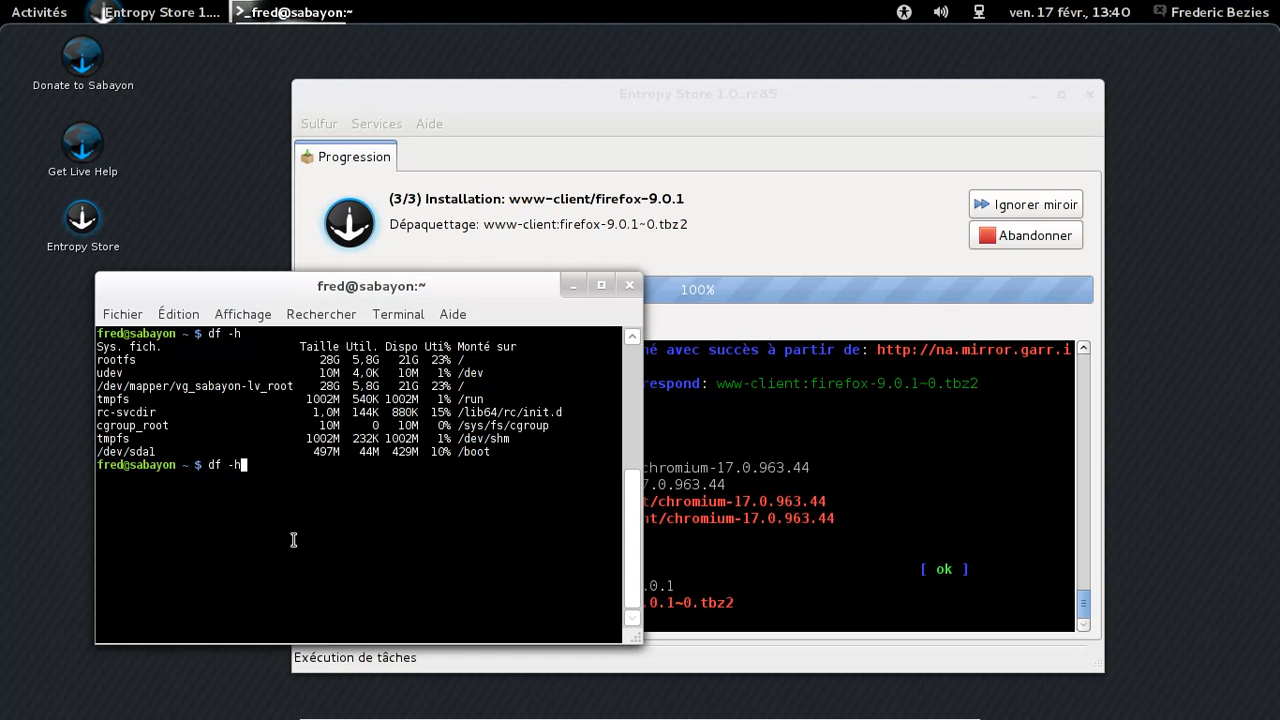 Activités
Entropy Store 1....
>_fred@sabayon:~
ven. 17 févr., 13:40
Frederic Bezies
Donate to Sabayon
Get Live Help
Entropy Store
Entropy Store 1.0_rc85
Sulfur Services Aide
Progression
(3/3) Installation: www-client/firefox-9.0.1
Dépaquettage: www-client:firefox-9.0.1~0.tbz2
Ignorer miroir
Abandonner
100%
fred@sabayon:~
Fichier Édition Affichage Rechercher Terminal Aide
fred@sabayon ~ $ df -h
Sys. fich. Taille Util. Dispo Uti% Monté sur
rootfs 28G 5,8G 21G 23% /
udev 10M 4,0K 10M 1% /dev
/dev/mapper/vg_sabayon-lv_root 28G 5,8G 21G 23% /
tmpfs 1002M 540K 1002M 1% /run
rc-svcdir 1,0M 144K 880K 15% /lib64/rc/init.d
cgroup_root 10M 0 10M 0% /sys/fs/cgroup
tmpfs 1002M 232K 1002M 1% /dev/shm
/dev/sda1 497M 44M 429M 10% /boot
fred@sabayon ~ $ df -h
né avec succès à partir de: http://na.mirror.garr.i
respond: www-client:firefox-9.0.1~0.tbz2
chromium-17.0.963.44
7.0.963.44
t/chromium-17.0.963.44
nt/chromium-17.0.963.44
[ ok ]
.0.1
.0.1~0.tbz2
Exécution de tâches